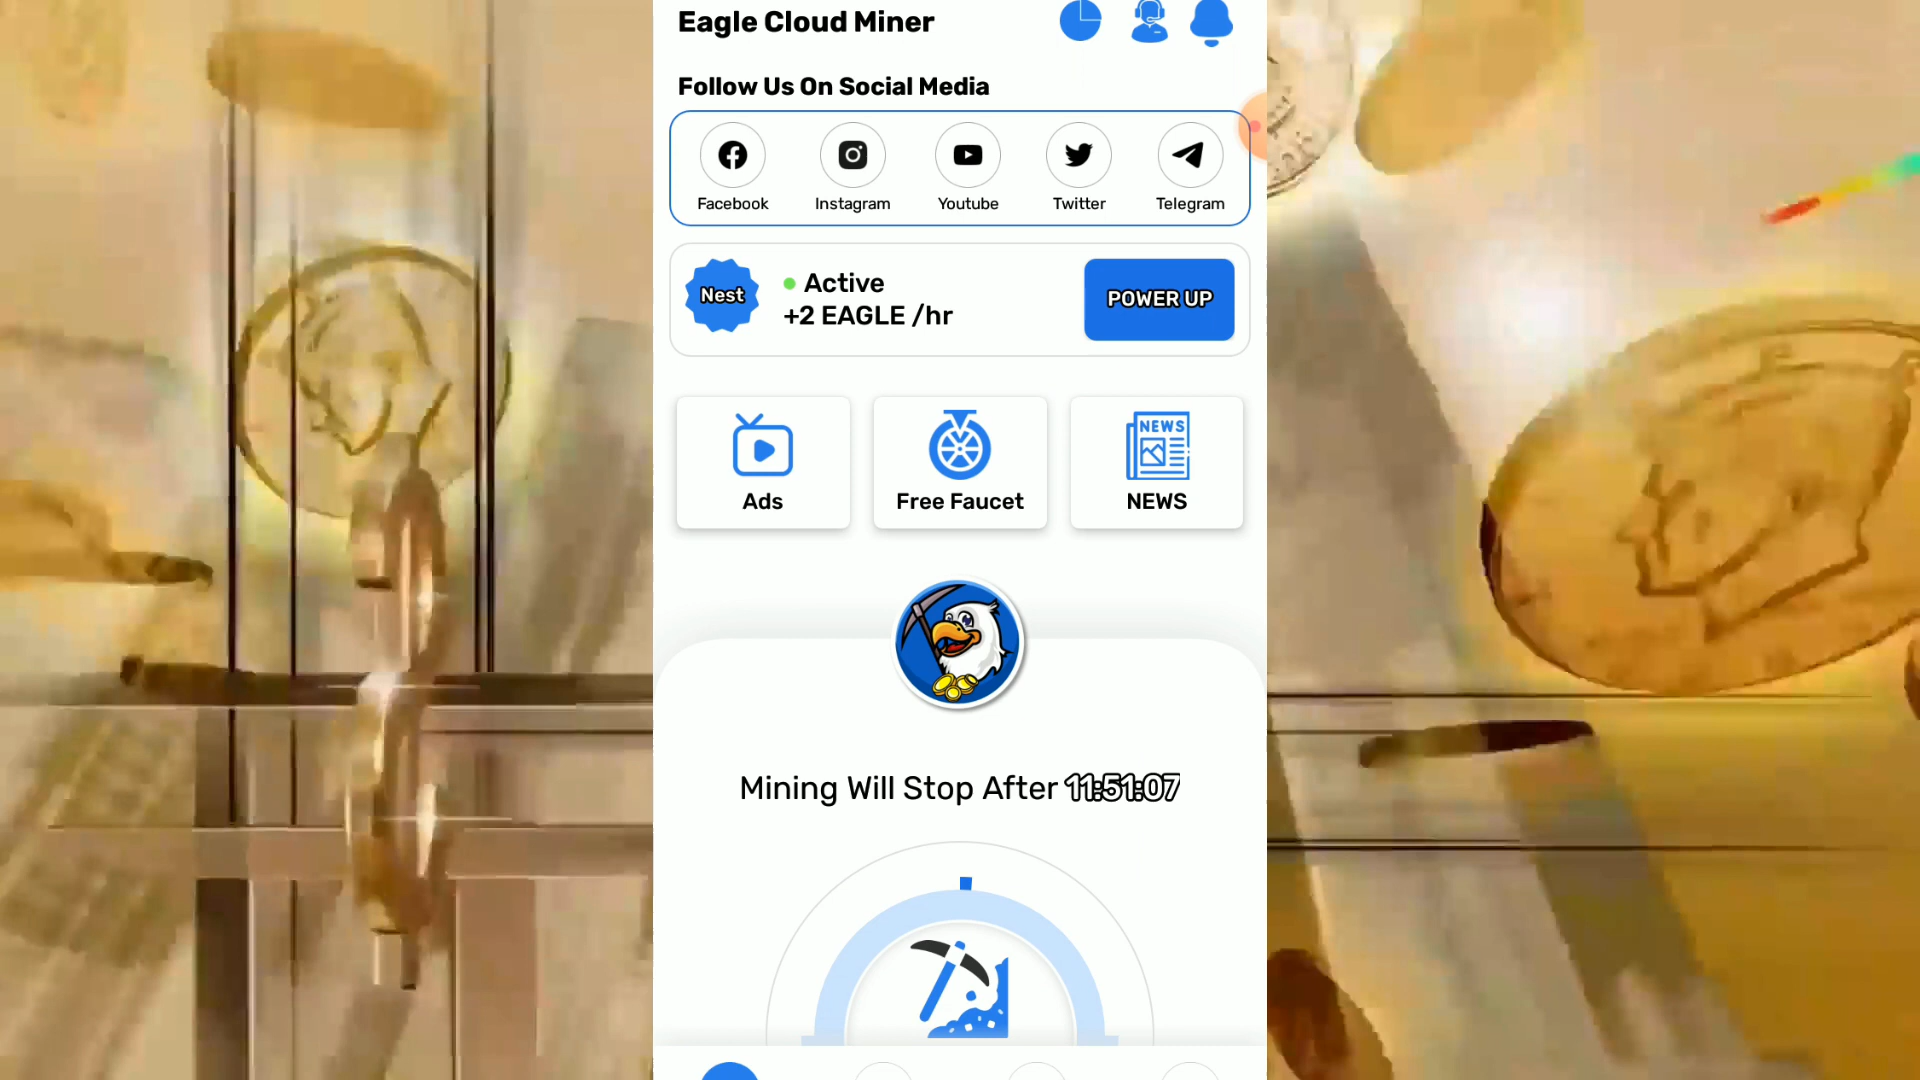 Eagle Cloud Miner
Follow Us On Social Media
Facebook
Instagram
Youtube
Twitter
Telegram
Nest
Active
+2 EAGLE /hr
POWER UP
Ads
Free Faucet
NEWS
NEWS
Mining Will Stop After 11:51:07